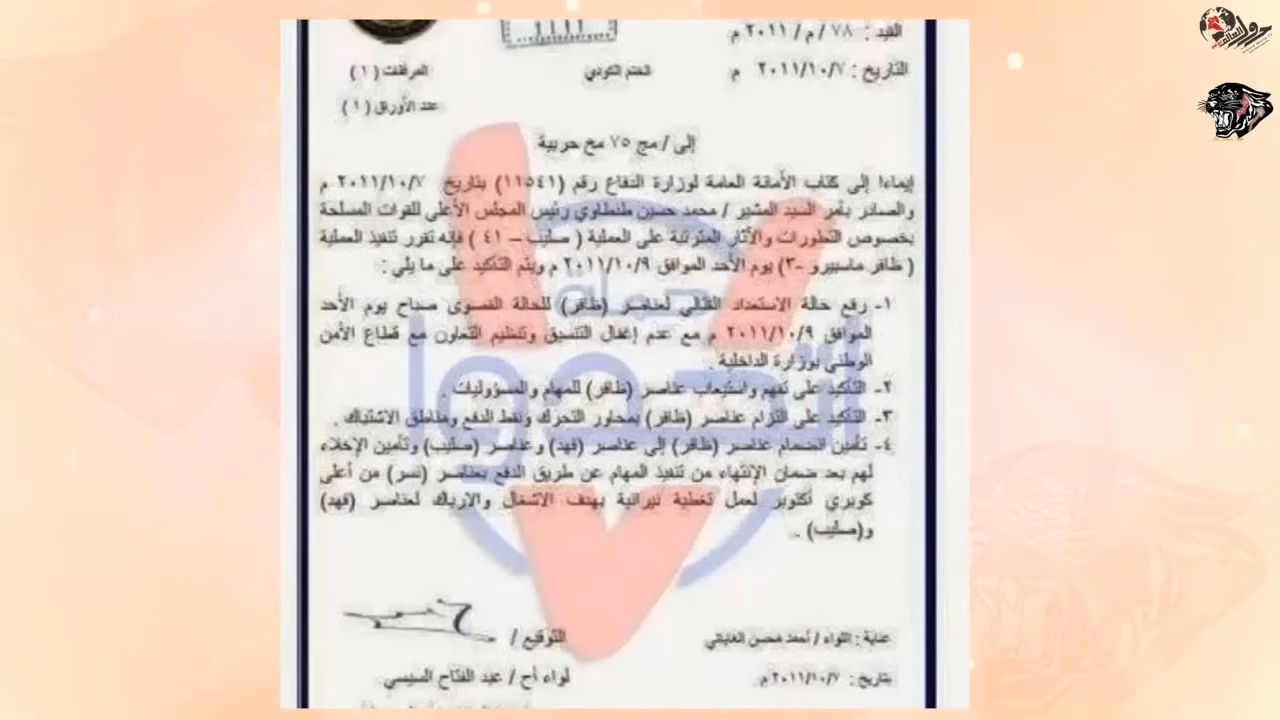 القيد : ٧٨ / م / ٢٠١١ م
التاريخ : ٢٠١١/١٠/٧ م
الختم الكودي
المرفقات ( ١ )
عدد الأوراق ( ١ )
إلى / مج ٧٥ مخ حربية
إيماءا إلى كتاب الأمانة العامة لوزارة الدفاع رقم (١١٥٤١) بتاريخ ٢٠١١/١٠/٧ م
والصادر بأمر السيد المشير / محمد حسين طنطاوي رئيس المجلس الأعلى للقوات المسلحة
بخصوص التطورات والآثار المترتبة على العملية ( صليب – ٤١ ) فإنه تقرر تنفيذ العملية
( ظافر ماسبيرو -٣) يوم الأحد الموافق ٢٠١١/١٠/٩ م ويتم التأكيد على ما يلي :
١- رفع حالة الاستعداد القتالي لعناصر (ظافر) للحالة القصوى صباح يوم الأحد
الموافق ٢٠١١/١٠/٩ م مع عدم إغفال التنسيق وتنظيم التعاون مع قطاع الأمن
الوطني بوزارة الداخلية .
٢- التأكيد على تفهم واستيعاب عناصر (ظافر) للمهام والمسؤوليات .
٣- التأكيد على التزام عناصر (ظافر) بمحاور التحرك ونقط الدفع ومناطق الاشتباك .
٤- تأمين انضمام عناصر (ظافر) إلى عناصر (فهد) وعناصر (صليب) وتأمين الإخلاء
لهم بعد ضمان الإنتهاء من تنفيذ المهام عن طريق الدفع بعناصر (نسر) من أعلى
كوبري أكتوبر لعمل تغطية نيرانية بهدف الاشغال والارباك لعناصر (فهد)
و(صليب) .
عناية : اللواء / أحمد محسن
التوقيع /
بتاريخ : ٢٠١١/١٠/٧م
لواء أح / عبد الفتاح السيسي